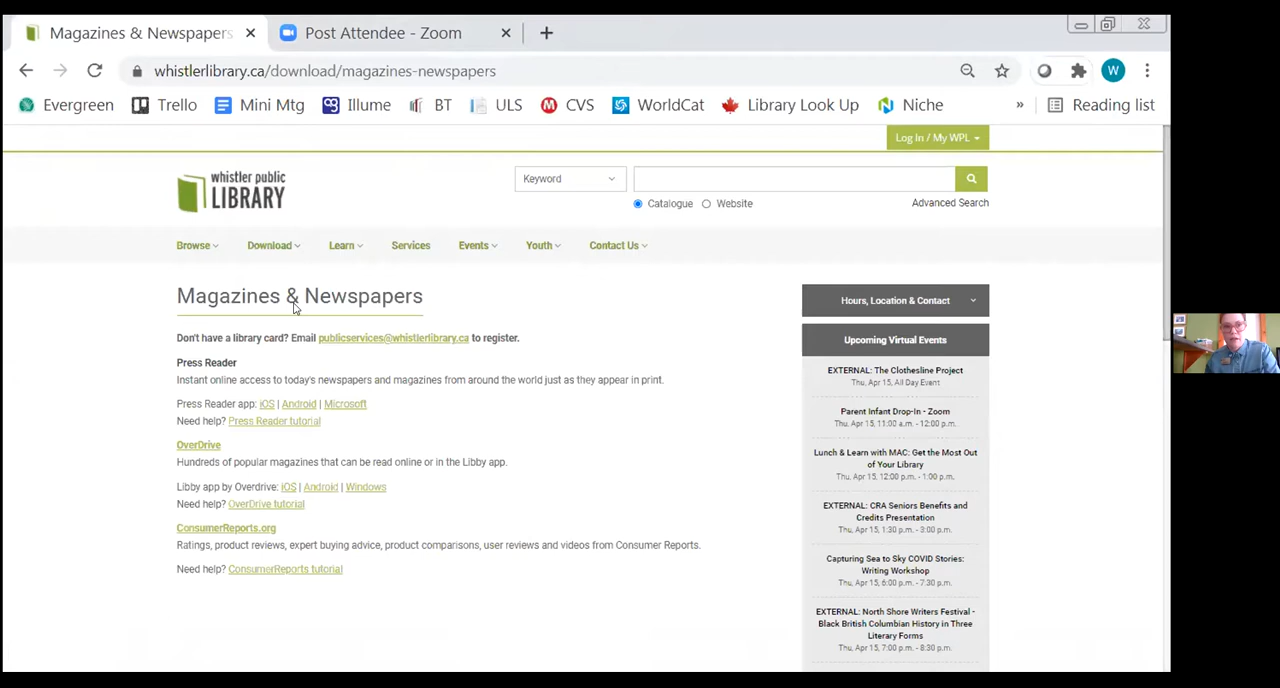 Magazines & Newspapers
Post Attendee - Zoom
whistlerlibrary.ca/download/magazines-newspapers
W
Evergreen Trello Mini Mtg Illume BT ULS CVS WorldCat Library Look Up Niche » Reading list
Log In / My WPL
whistler public
LIBRARY
Keyword
Catalogue Website
Advanced Search
Browse Download Learn Services Events Youth Contact Us
Magazines & Newspapers
Don't have a library card? Email publicservices@whistlerlibrary.ca to register.
Press Reader
Instant online access to today's newspapers and magazines from around the world just as they appear in print.
Press Reader app: iOS | Android | Microsoft
Need help? Press Reader tutorial
OverDrive
Hundreds of popular magazines that can be read online or in the Libby app.
Libby app by Overdrive: iOS | Android | Windows
Need help? OverDrive tutorial
ConsumerReports.org
Ratings, product reviews, expert buying advice, product comparisons, user reviews and videos from Consumer Reports.
Need help? ConsumerReports tutorial
Hours, Location & Contact
Upcoming Virtual Events
EXTERNAL: The Clothesline Project
Thu, Apr 15, All Day Event
Parent Infant Drop-In - Zoom
Thu, Apr 15, 11:00 a.m. - 12:00 p.m.
Lunch & Learn with MAC: Get the Most Out
of Your Library
Thu, Apr 15, 12:00 p.m. - 1:00 p.m.
EXTERNAL: CRA Seniors Benefits and
Credits Presentation
Thu, Apr 15, 1:30 p.m. - 3:00 p.m.
Capturing Sea to Sky COVID Stories:
Writing Workshop
Thu, Apr 15, 6:00 p.m. - 7:30 p.m.
EXTERNAL: North Shore Writers Festival -
Black British Columbian History in Three
Literary Forms
Thu, Apr 15, 7:00 p.m. - 8:30 p.m.